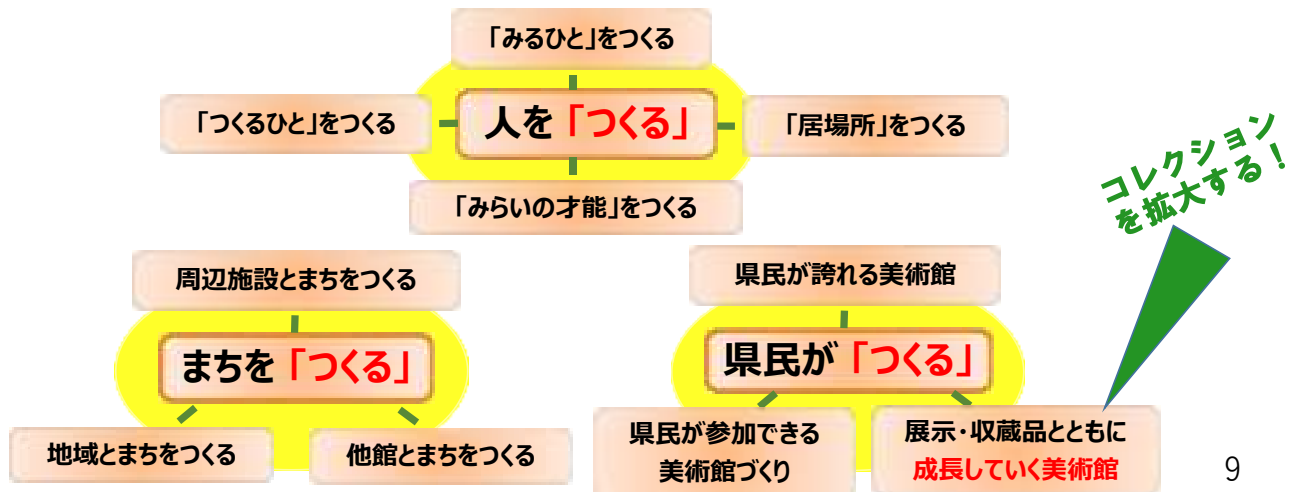 「みるひと」をつくる
「つくるひと」をつくる
人を「つくる」
「居場所」をつくる
「みらいの才能」をつくる
コレクション
を拡大する！
周辺施設とまちをつくる
まちを「つくる」
地域とまちをつくる
他館とまちをつくる
県民が誇れる美術館
県民が「つくる」
県民が参加できる
美術館づくり
展示・収蔵品とともに
成長していく美術館
9